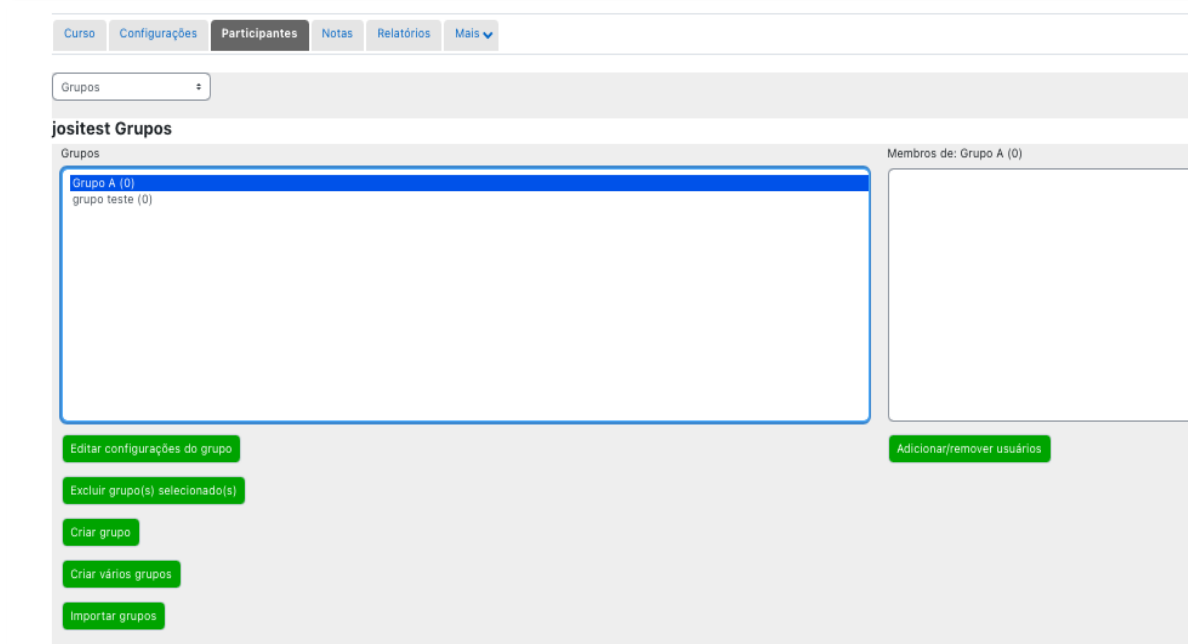 Curso Configurações Participantes Notas Relatórios Mais
Grupos
jositest Grupos
Grupos
Membros de: Grupo A (0)
Grupo A (0)
grupo teste (0)
Editar configurações do grupo
Adicionar/remover usuários
Excluir grupo(s) selecionado(s)
Criar grupo
Criar vários grupos
Importar grupos